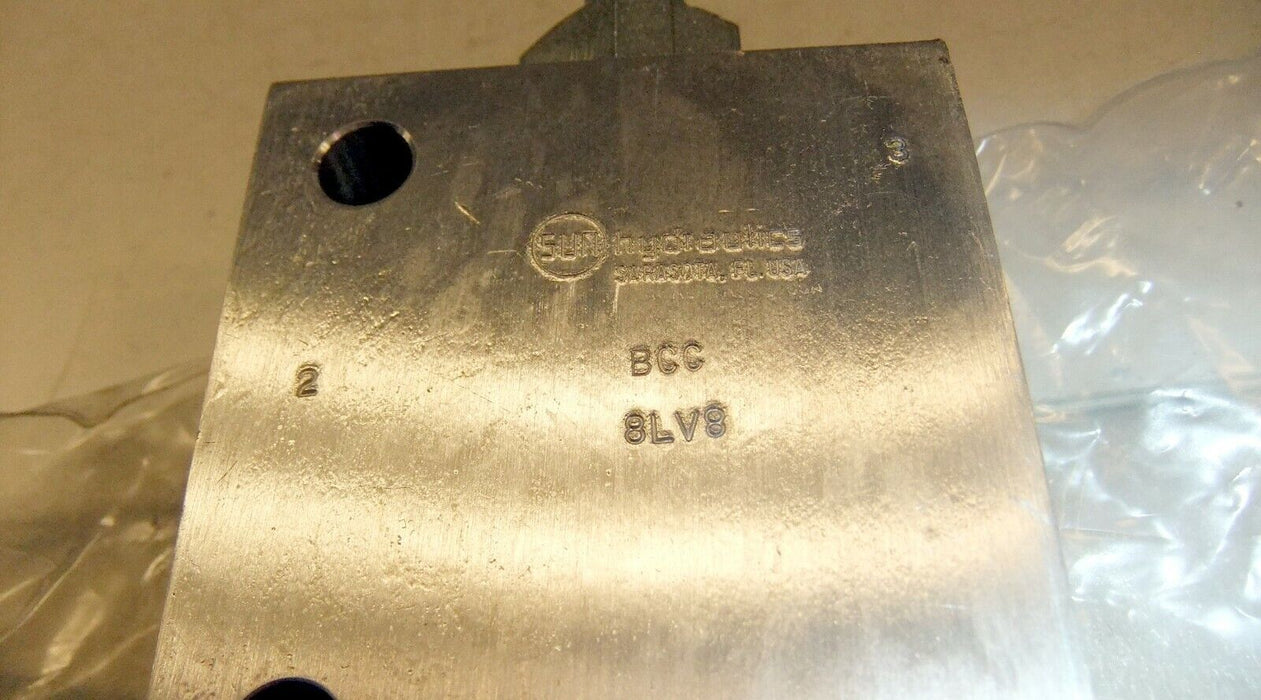 3
SUN hydraulics
SARASOTA, FL. USA
BCC
2
8LV8